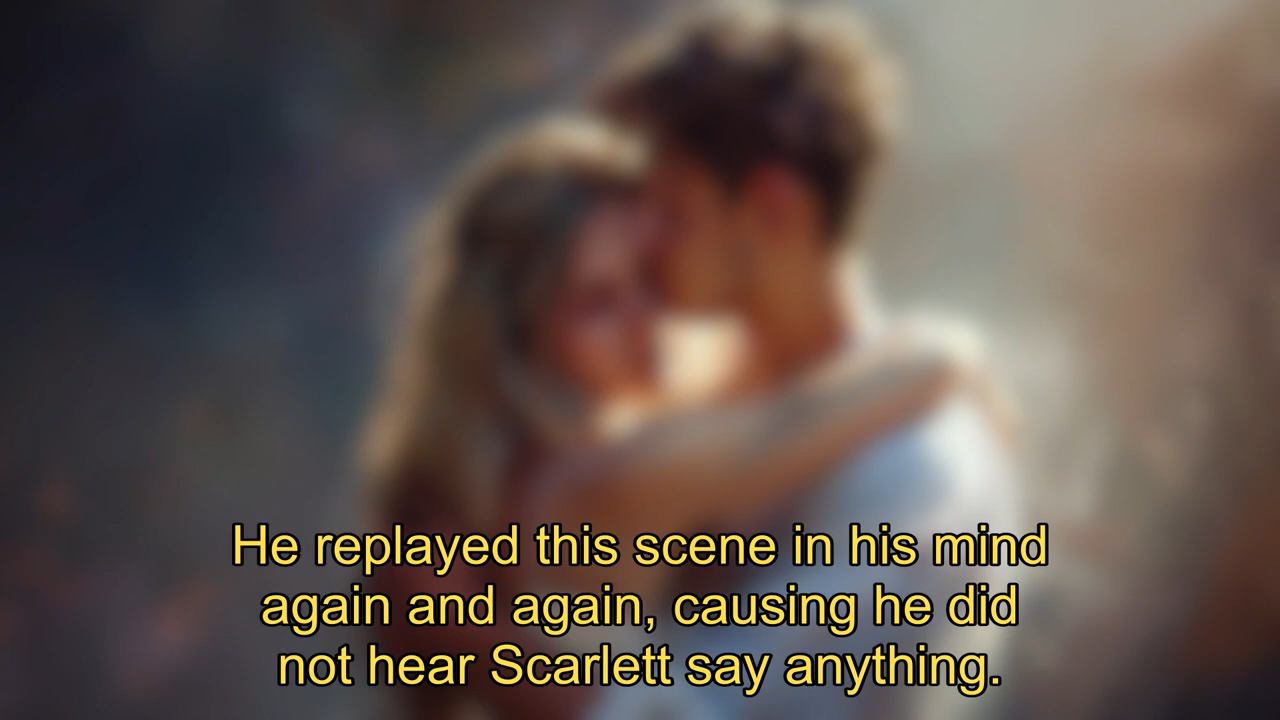 He replayed this scene in his mind
again and again, causing he did
not hear Scarlett say anything.